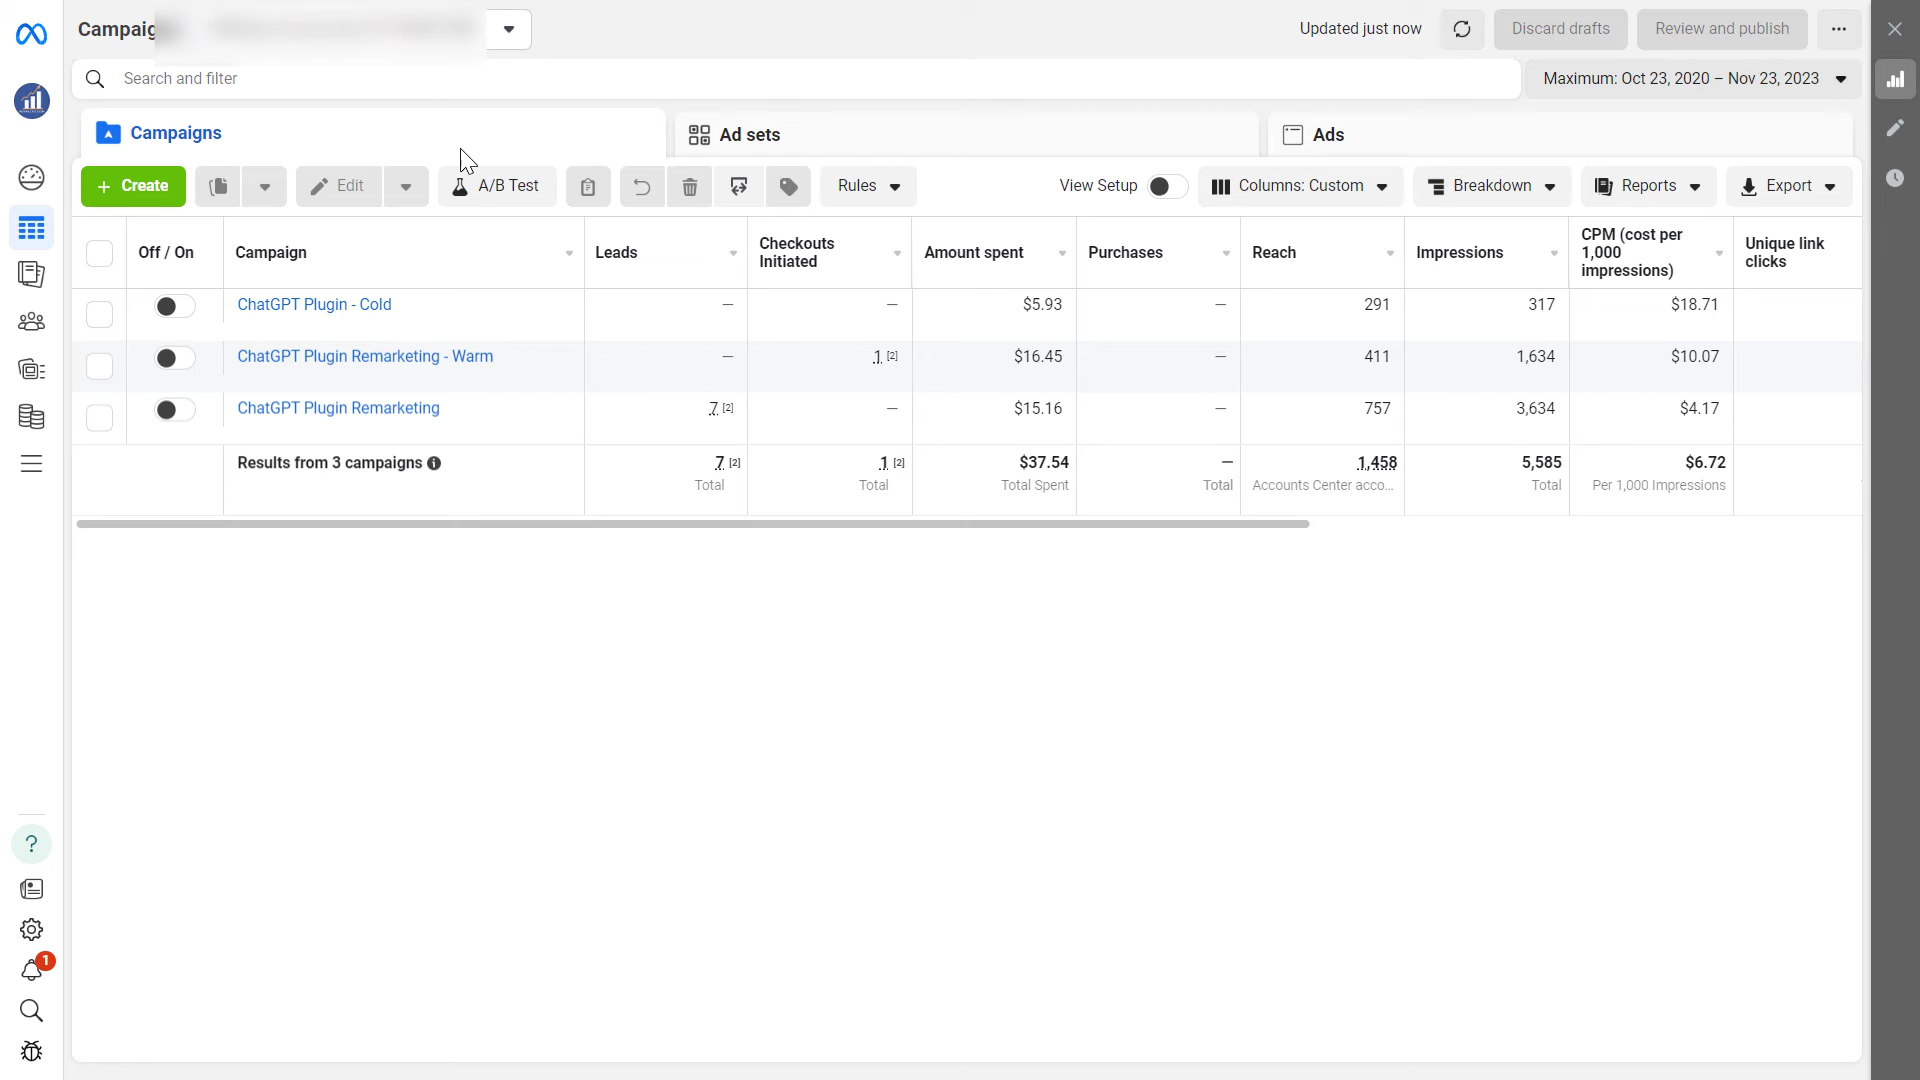 Campaig
Updated just now
Discard drafts
Review and publish
Search and filter
Maximum: Oct 23, 2020 – Nov 23, 2023
Campaigns
Ad sets
Ads
+ Create
Edit
A/B Test
Rules
View Setup
Columns: Custom
Breakdown
Reports
Export
Off / On
Campaign
Leads
Checkouts
Initiated
Amount spent
Purchases
Reach
Impressions
CPM (cost per
1,000
impressions)
Unique link
clicks
ChatGPT Plugin - Cold — — $5.93 — 291 317 $18.71
ChatGPT Plugin Remarketing - Warm — 1 [2] $16.45 — 411 1,634 $10.07
ChatGPT Plugin Remarketing 7 [2] — $15.16 — 757 3,634 $4.17
Results from 3 campaigns 7 [2] 1 [2] $37.54 — 1,458 5,585 $6.72
Total Total Total Spent Total Accounts Center acco... Total Per 1,000 Impressions
?
1